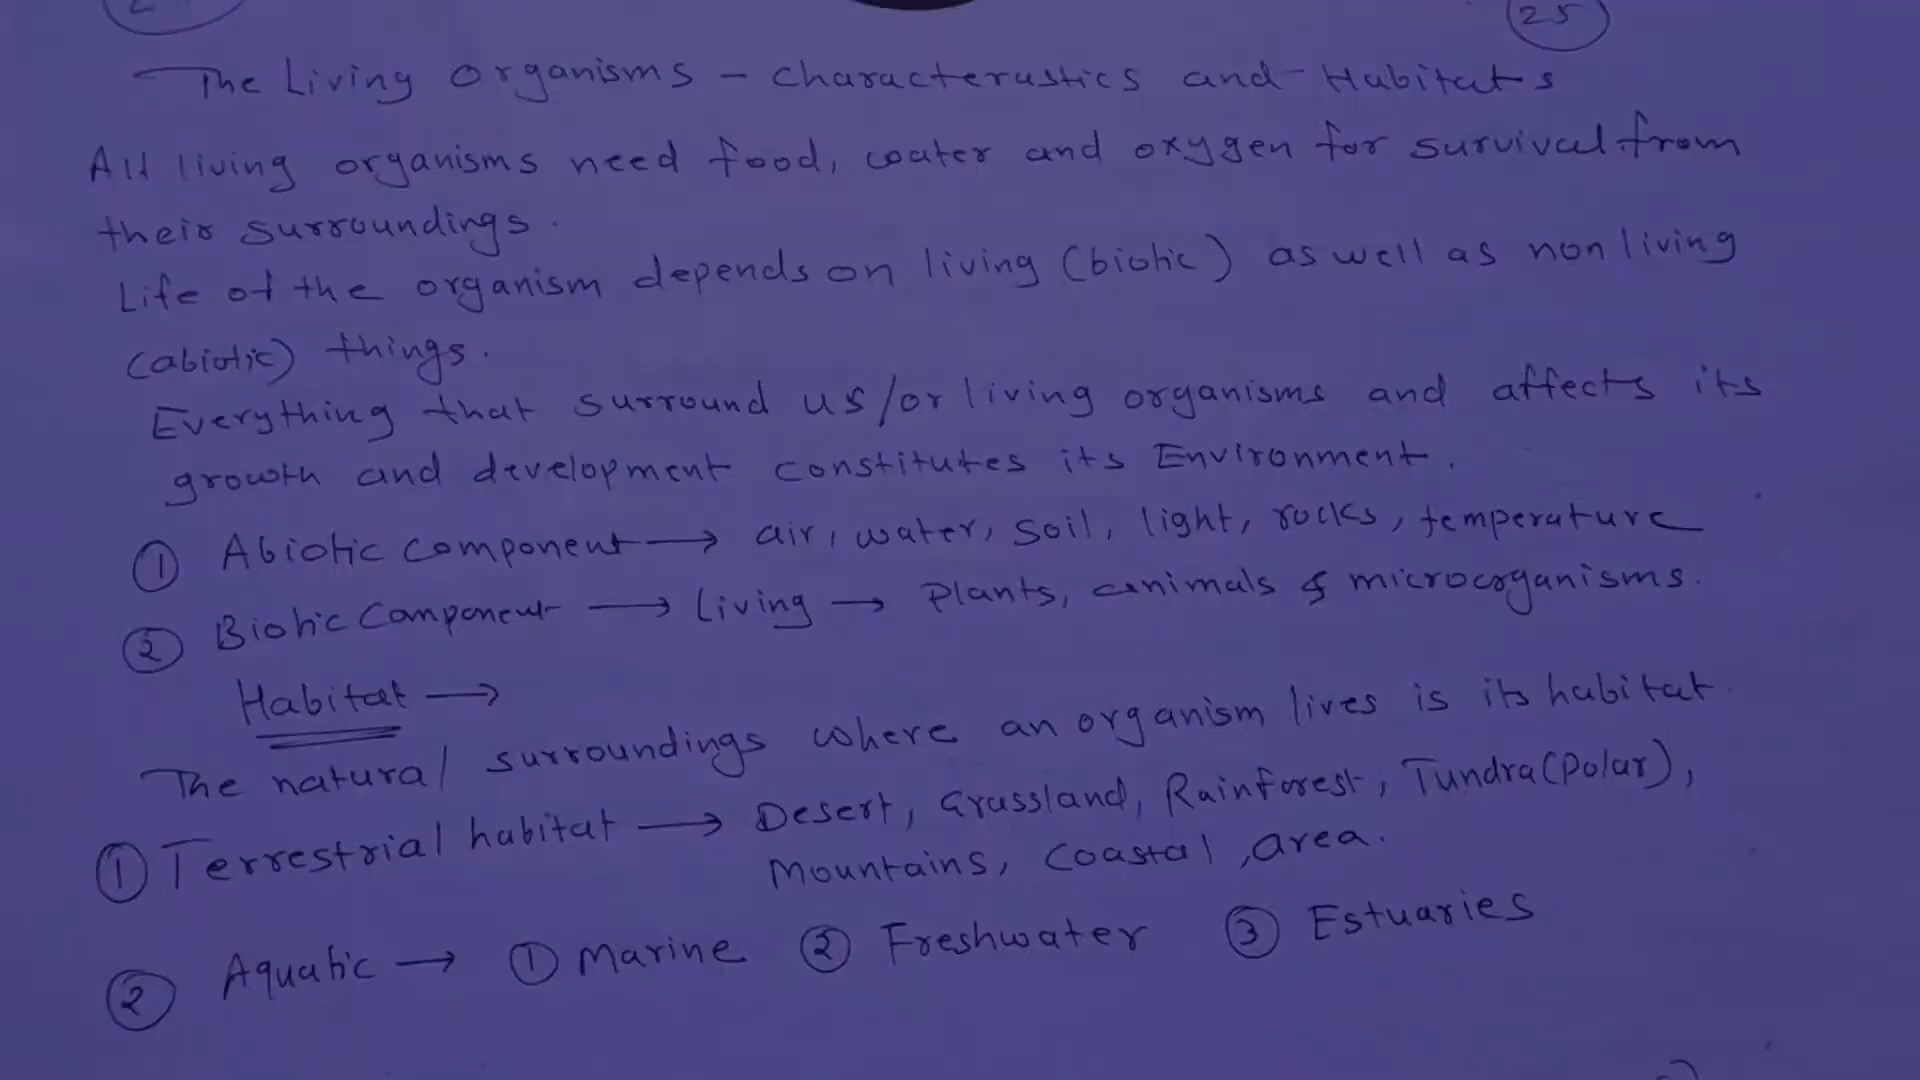 25
The Living Organisms - Characterustics and Habitats
All living organisms need food, water and oxygen for survival from
their surroundings.
Life of the organism depends on living (biotic) as well as non living
(abiotic) things.
Everything that surround us/or living organisms and affects its
growth and development constitutes its Environment.
① Abiotic component → air, water, soil, light, rocks, temperature
② Biotic Component → Living → Plants, animals & microorganisms.
Habitat →
The natural surroundings where an organism lives is its habitat.
① Terrestrial habitat → Desert, Grassland, Rainforest, Tundra (Polar),
Mountains, Coastal, area.
② Aquatic → ① Marine ② Freshwater ③ Estuaries